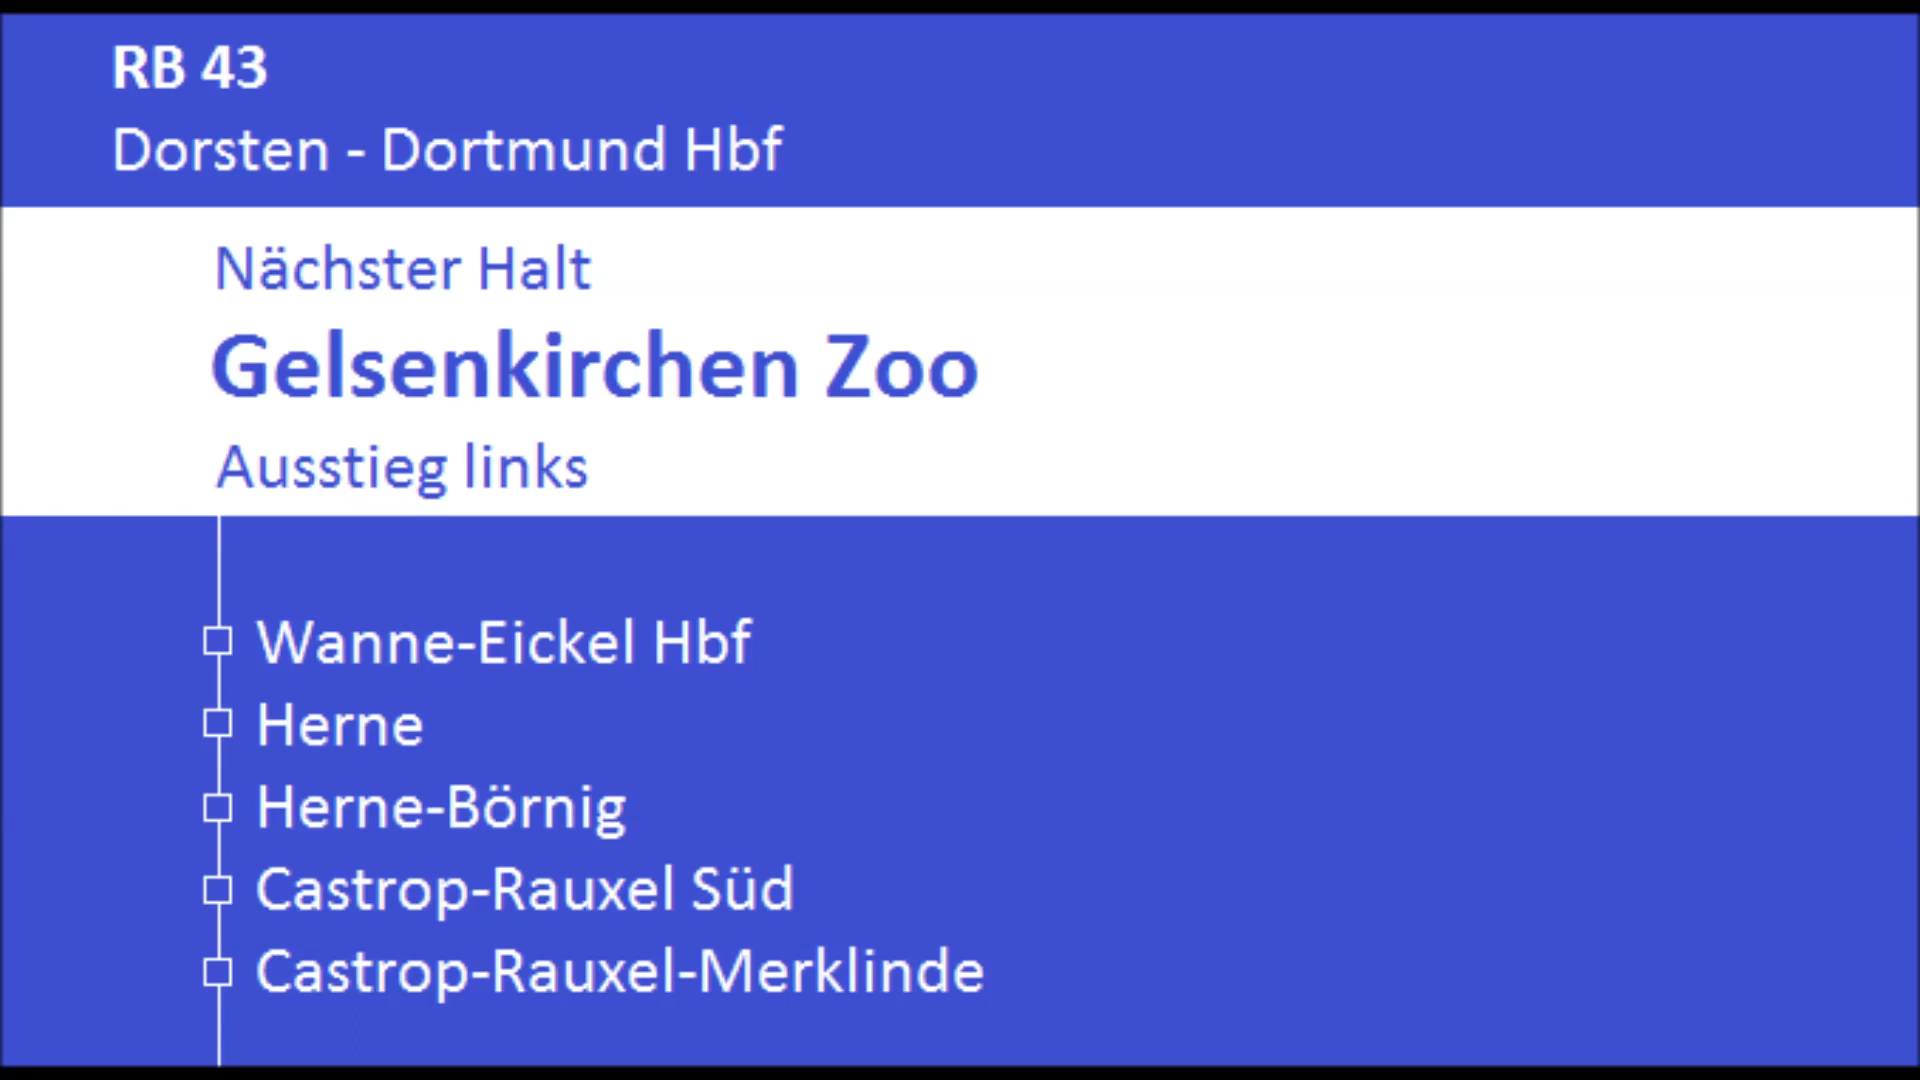 RB 43
Dorsten - Dortmund Hbf
Nächster Halt
Gelsenkirchen Zoo
Ausstieg links
Wanne-Eickel Hbf
Herne
Herne-Börnig
Castrop-Rauxel Süd
Castrop-Rauxel-Merklinde